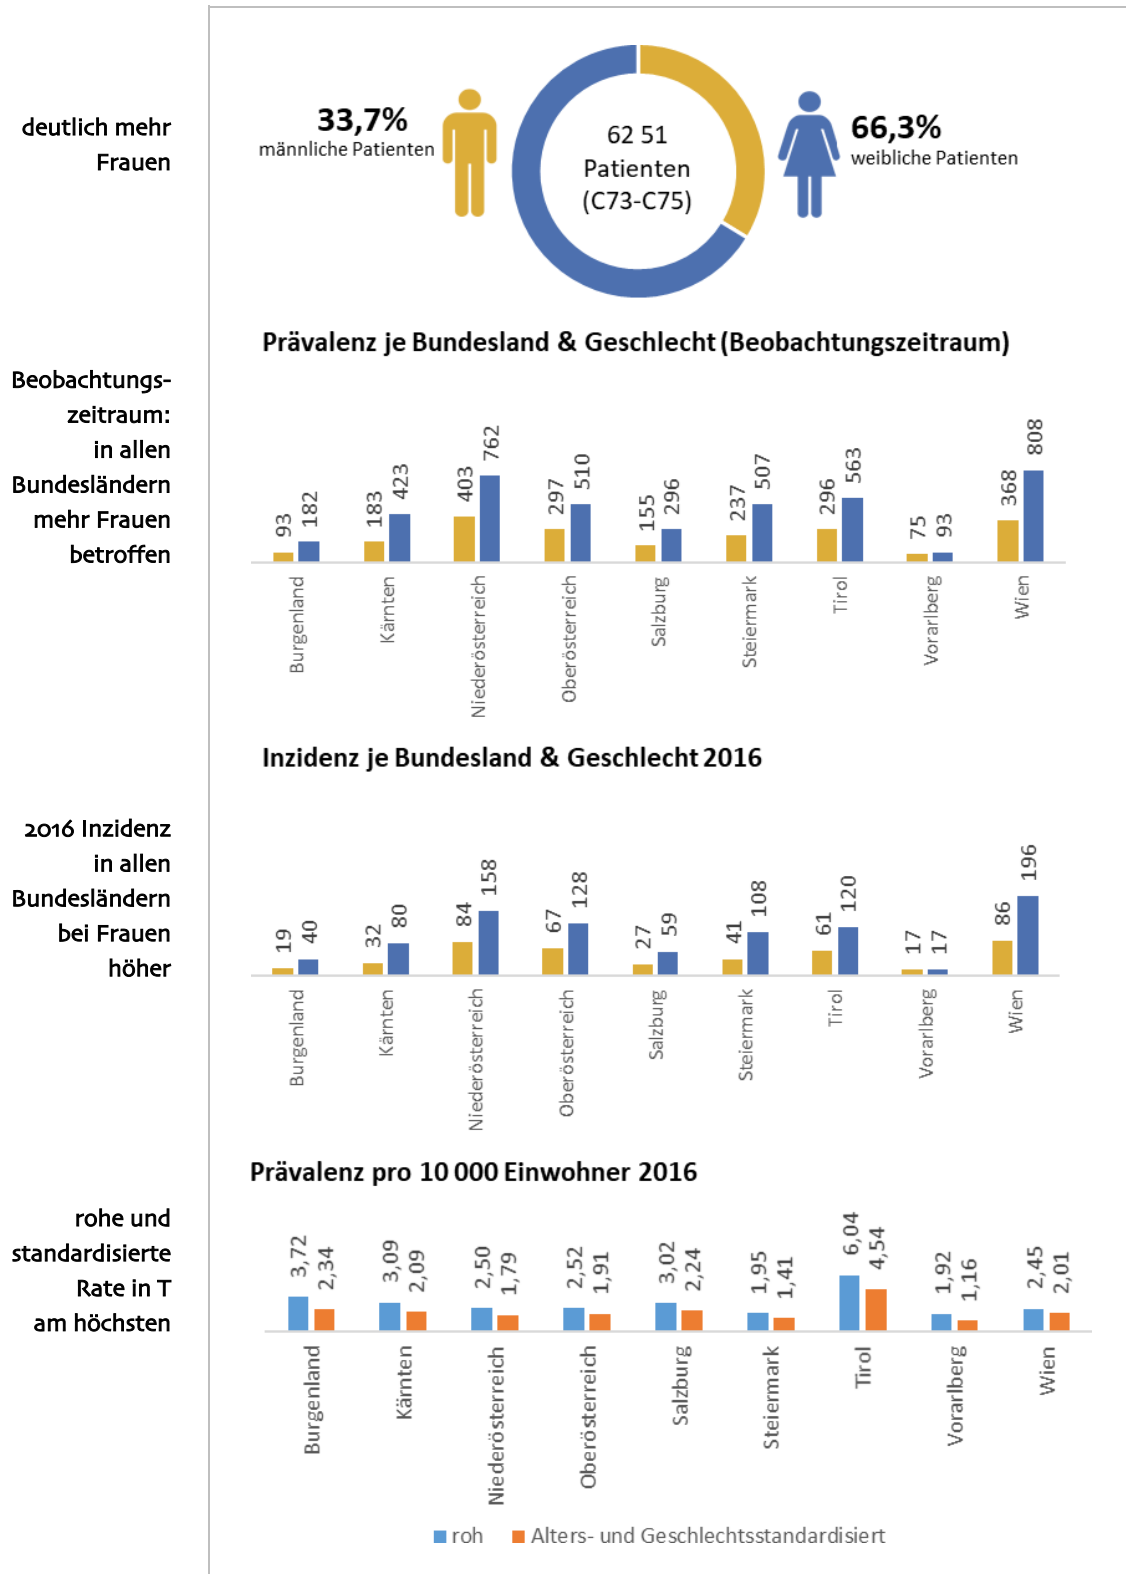 deutlich mehr
Frauen
33,7%
männliche Patienten
62 51
Patienten
(C73-C75)
66,3%
weibliche Patienten
Prävalenz je Bundesland & Geschlecht (Beobachtungszeitraum)
Beobachtungs-
zeitraum:
in allen
Bundesländern
mehr Frauen
betroffen
93 182 183 423 403 762 297 510 155 296 237 507 296 563 75 93 368 808
Burgenland Kärnten Niederösterreich Oberösterreich Salzburg Steiermark Tirol Vorarlberg Wien
Inzidenz je Bundesland & Geschlecht 2016
2016 Inzidenz
in allen
Bundesländern
bei Frauen
höher
19 40 32 80 84 158 67 128 27 59 41 108 61 120 17 17 86 196
Burgenland Kärnten Niederösterreich Oberösterreich Salzburg Steiermark Tirol Vorarlberg Wien
Prävalenz pro 10 000 Einwohner 2016
rohe und
standardisierte
Rate in T
am höchsten
3,72 2,34 3,09 2,09 2,50 1,79 2,52 1,91 3,02 2,24 1,95 1,41 6,04 4,54 1,92 1,16 2,45 2,01
Burgenland Kärnten Niederösterreich Oberösterreich Salzburg Steiermark Tirol Vorarlberg Wien
roh Alters- und Geschlechtsstandardisiert